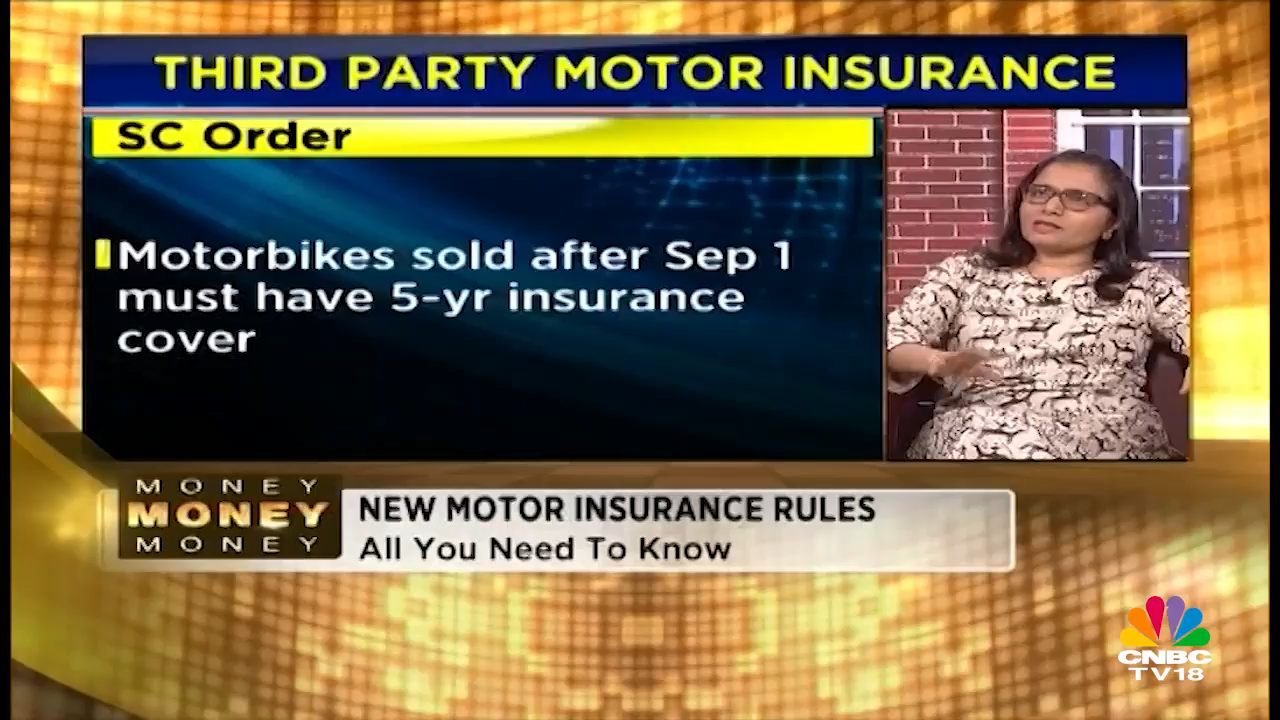 THIRD PARTY MOTOR INSURANCE
SC Order
Motorbikes sold after Sep 1
must have 5-yr insurance
cover
MONEY
MONEY
MONEY
NEW MOTOR INSURANCE RULES
All You Need To Know
CNBC
TV18